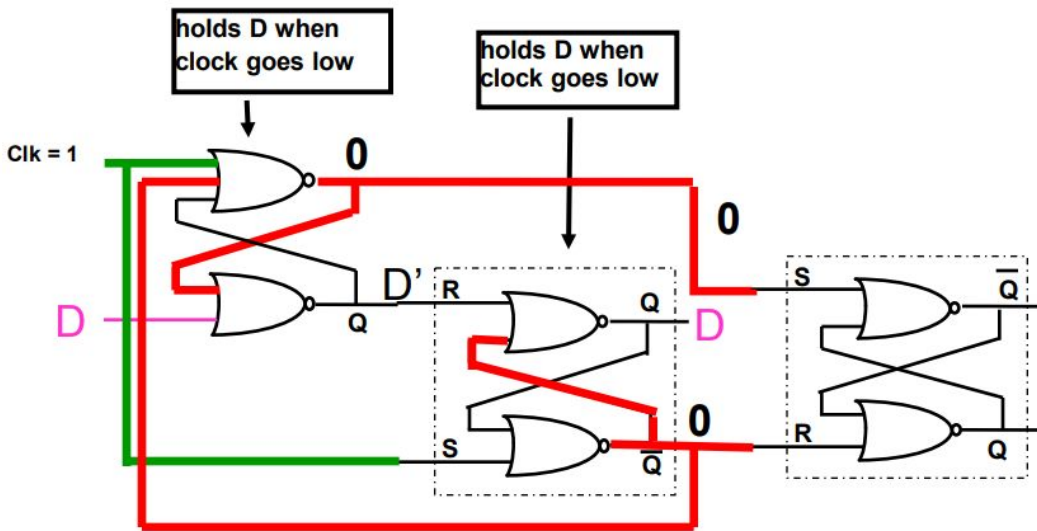 holds D when
clock goes low
holds D when
clock goes low
Clk = 1
0
0
S
Q̅
D’
R
Q
D
Q
D
0
S
Q̅
R
Q